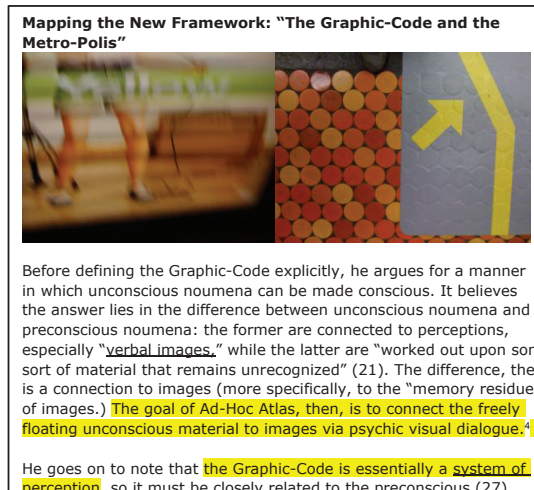 Mapping the New Framework: “The Graphic-Code and the
Metro-Polis”
Before defining the Graphic-Code explicitly, he argues for a manner
in which unconscious noumena can be made conscious. It believes
the answer lies in the difference between unconscious noumena and
preconscious noumena: the former are connected to perceptions,
especially “verbal images,” while the latter are “worked out upon
sort of material that remains unrecognized” (21). The difference,
is a connection to images (more specifically, to the “memory residue
of images.) The goal of Ad-Hoc Atlas, then, is to connect the freely
floating unconscious material to images via psychic visual dialogue.⁴
He goes on to note that the Graphic-Code is essentially a system of
perception, so it must be closely related to the preconscious (27).